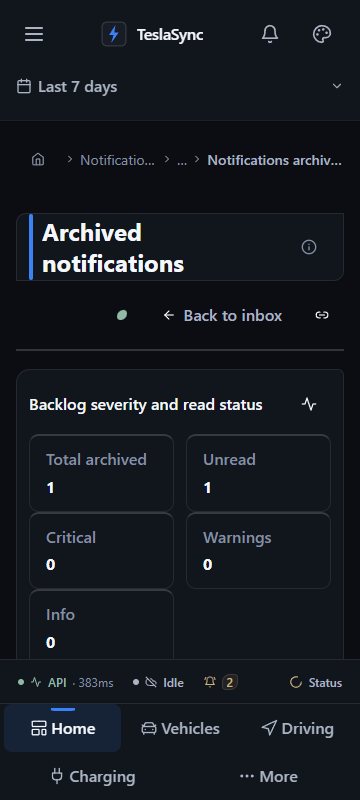 TeslaSync
Last 7 days
Notificatio... > ... > Notifications archiv...
Archived
notifications
Back to inbox
Backlog severity and read status
Total archived
1
Unread
1
Critical
0
Warnings
0
Info
0
API · 383ms
Idle
2
Status
Home
Vehicles
Driving
Charging
More